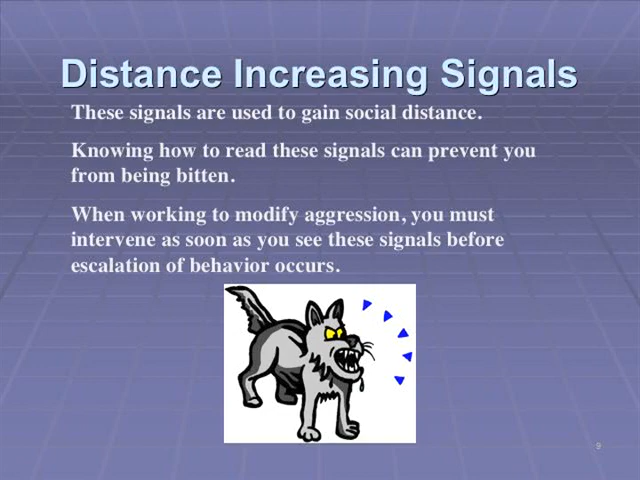 Distance Increasing Signals
These signals are used to gain social distance.
Knowing how to read these signals can prevent you
from being bitten.
When working to modify aggression, you must
intervene as soon as you see these signals before
escalation of behavior occurs.
9